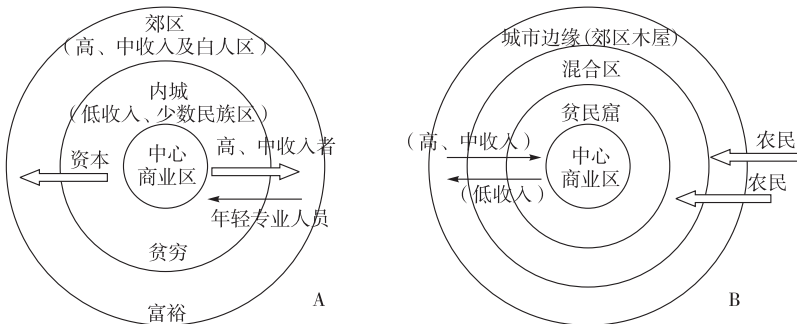 郊区
(高、中收入及白人区)
内城
(低收入、少数民族区)
高、中收入者
资本
中心
商业区
年轻专业人员
贫穷
富裕
A
城市边缘(郊区木屋)
混合区
贫民窟
(高、中收入)
中心
商业区
(低收入)
农民
农民
B